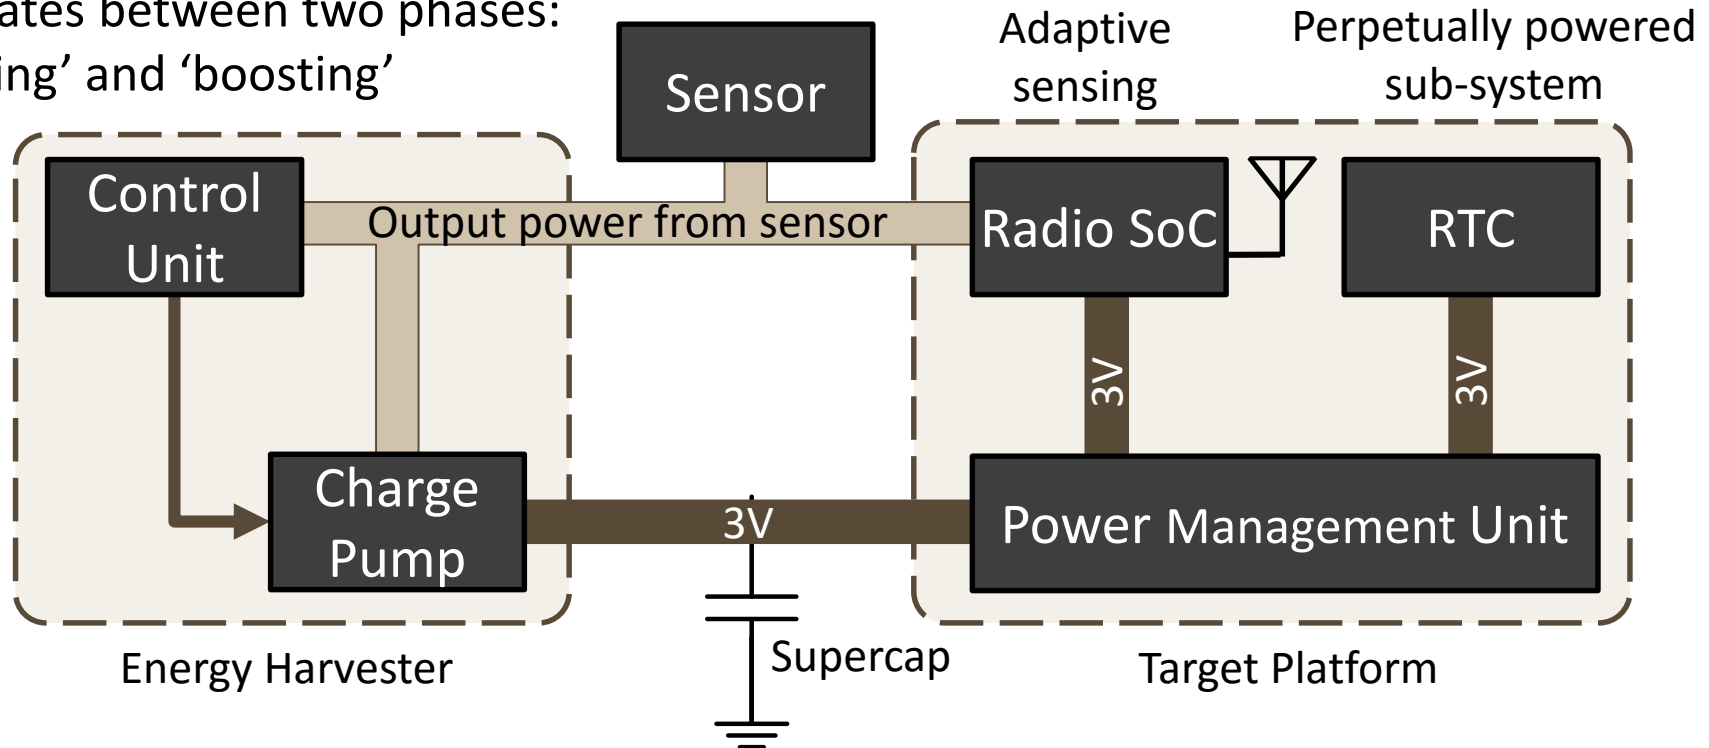 ates between two phases:
ing’ and ‘boosting’
Adaptive
sensing
Perpetually powered
sub-system
Sensor
Control
Unit
Output power from sensor
Radio SoC
RTC
3V
3V
Charge
Pump
3V
Power Management Unit
Supercap
Energy Harvester
Target Platform